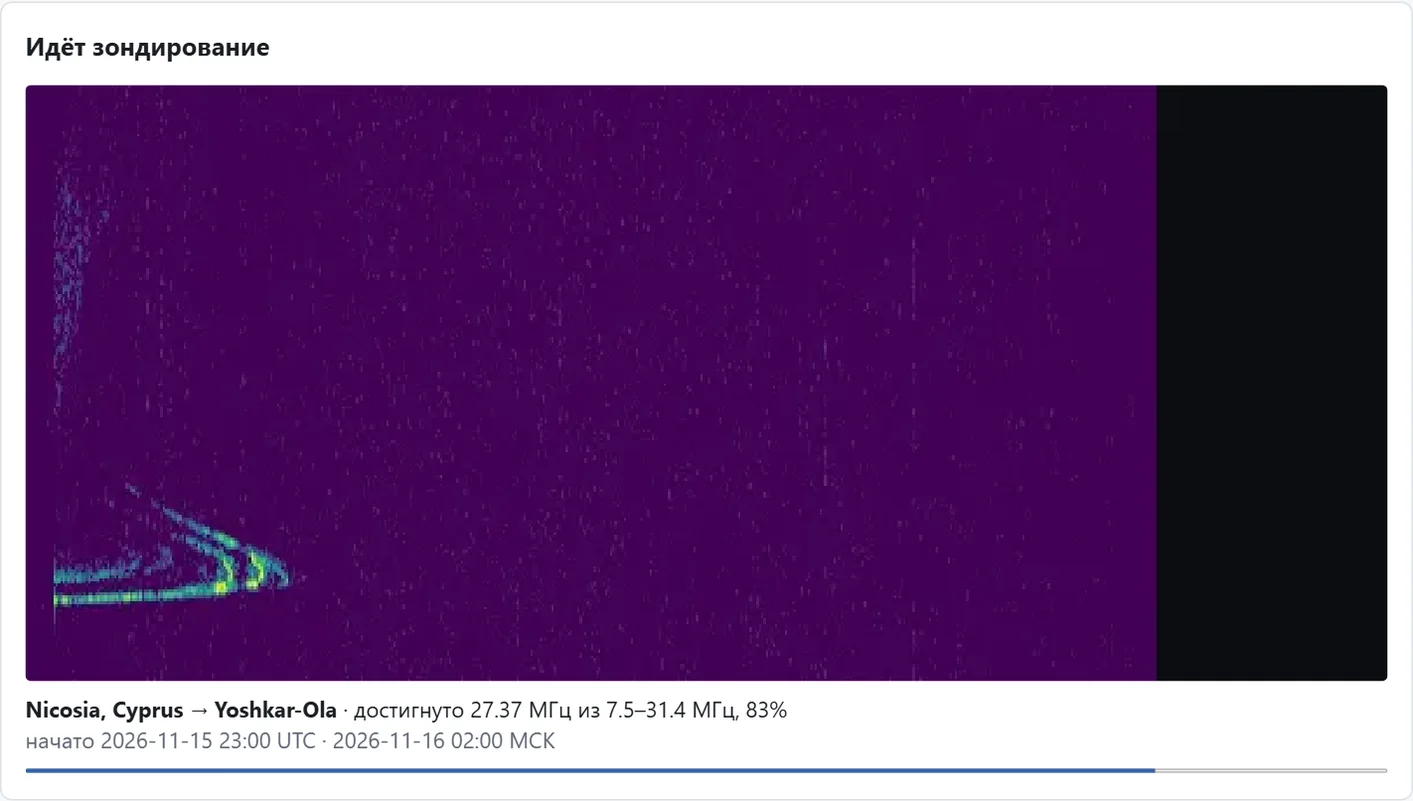 Идёт зондирование
Nicosia, Cyprus → Yoshkar-Ola · достигнуто 27.37 МГц из 7.5–31.4 МГц, 83%
начато 2026-11-15 23:00 UTC · 2026-11-16 02:00 МСК